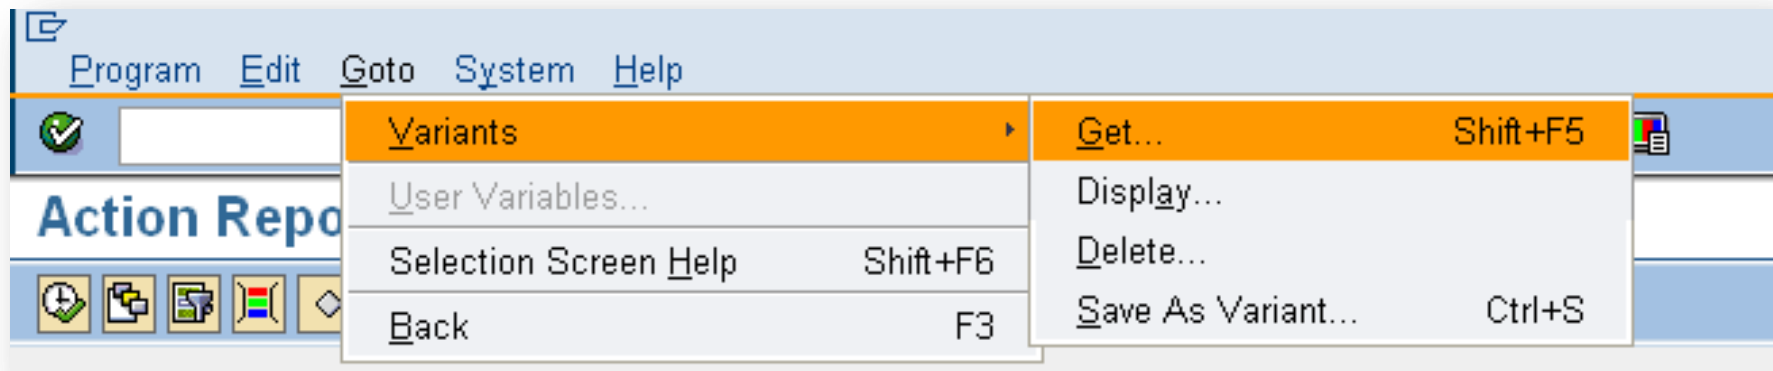 Program Edit Goto System Help
Variants
Get... Shift+F5
User Variables...
Display...
Action Repo
Selection Screen Help Shift+F6
Delete...
Back F3
Save As Variant... Ctrl+S